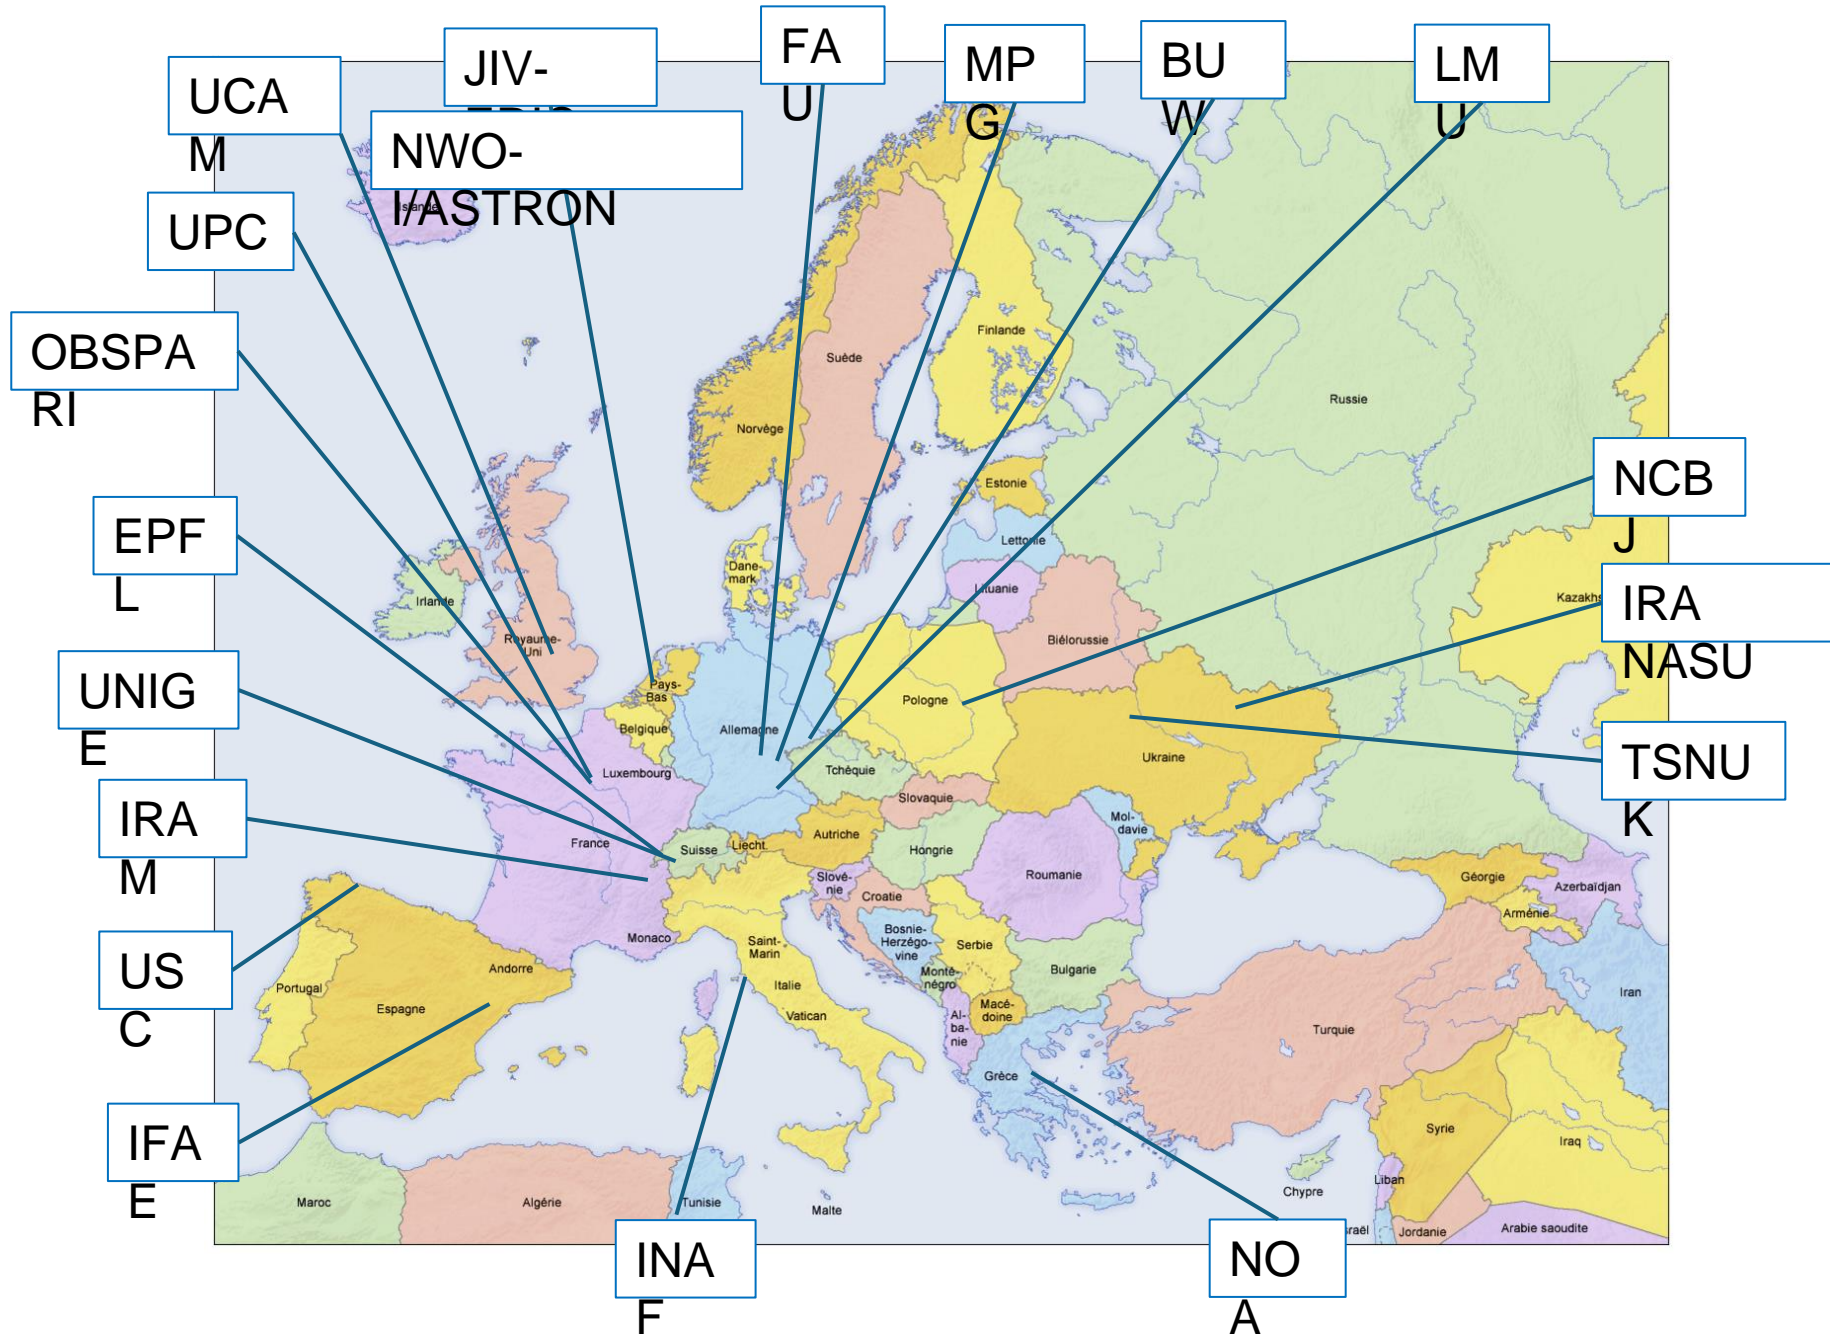 FA
U
MP
G
BU
W
LM
U
JIV-
UCA
M
NWO-
I/ASTRON
UPC
OBSPA
RI
EPF
L
UNIG
E
IRA
M
US
C
IFA
E
INA
F
NO
A
NCB
J
IRA
NASU
TSNU
K
Islande
Finlande
Suède
Russie
Norvège
Estonie
Lettonie
Dane-
mark
Lituanie
Irlande
Kazakhs
Royaume-
Uni
Biélorussie
Pays-
Bas
Pologne
Belgique
Allemagne
Ukraine
Luxembourg
Tchéquie
Slovaquie
Mol-
davie
France
Suisse
Liecht.
Autriche
Hongrie
Slové-
nie
Roumanie
Géorgie
Azerbaïdjan
Croatie
Arménie
Monaco
Saint-
Marin
Bosnie-
Herzégo-
vine
Serbie
Andorre
Monté-
négro
Bulgarie
Portugal
Italie
Iran
Espagne
Vatican
Al-
ba-
nie
Macé-
doine
Turquie
Grèce
Syrie
Iraq
Liban
Chypre
Maroc
Algérie
Tunisie
Malte
sraël
Jordanie
Arabie saoudite